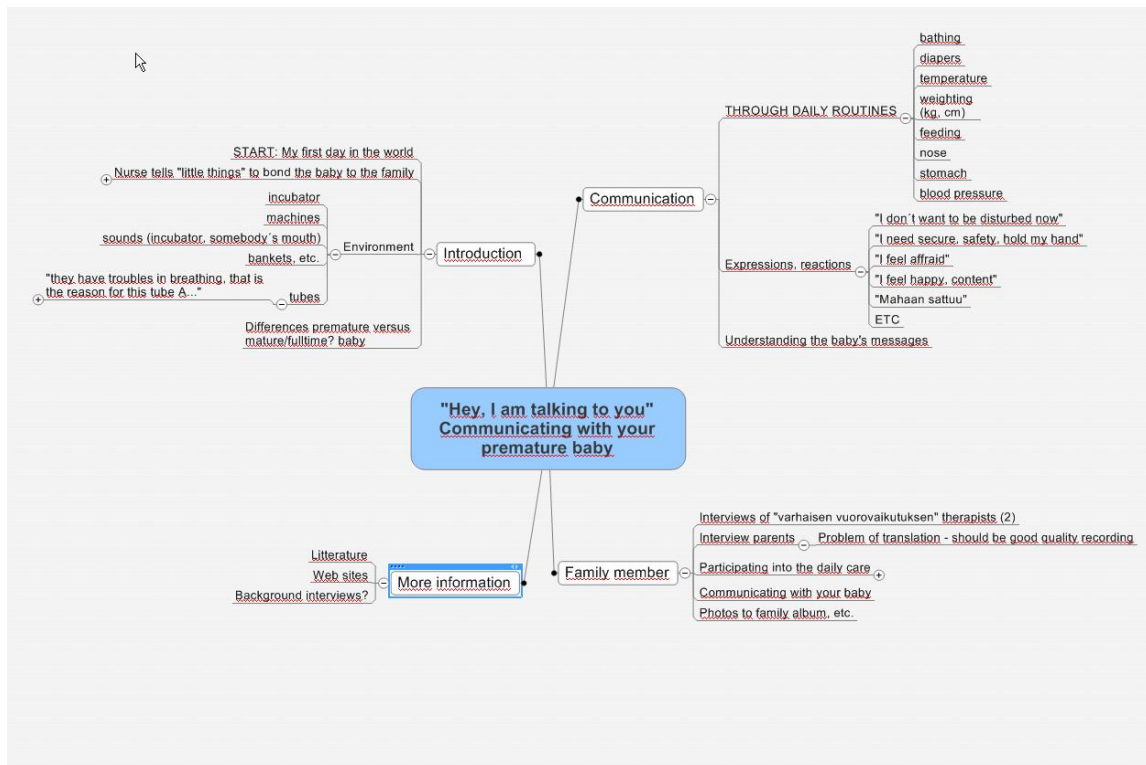 "Hey, I am talking to you"
Communicating with your
premature baby
Introduction
START: My first day in the world
Nurse tells "little things" to bond the baby to the family
Environment
incubator
machines
sounds (incubator, somebody´s mouth)
bankets, etc.
tubes
"they have troubles in breathing, that is
the reason for this tube A..."
Differences premature versus
mature/fulltime? baby
Communication
THROUGH DAILY ROUTINES
bathing
diapers
temperature
weighting
(kg, cm)
feeding
nose
stomach
blood pressure
Expressions, reactions
"I don´t want to be disturbed now"
"I need secure, safety, hold my hand"
"I feel affraid"
"I feel happy, content"
"Mahaan sattuu"
ETC
Understanding the baby's messages
More information
Litterature
Web sites
Background interviews?
Family member
Interviews of "varhaisen vuorovaikutuksen" therapists (2)
Interview parents
Problem of translation - should be good quality recording
Participating into the daily care
Communicating with your baby
Photos to family album, etc.